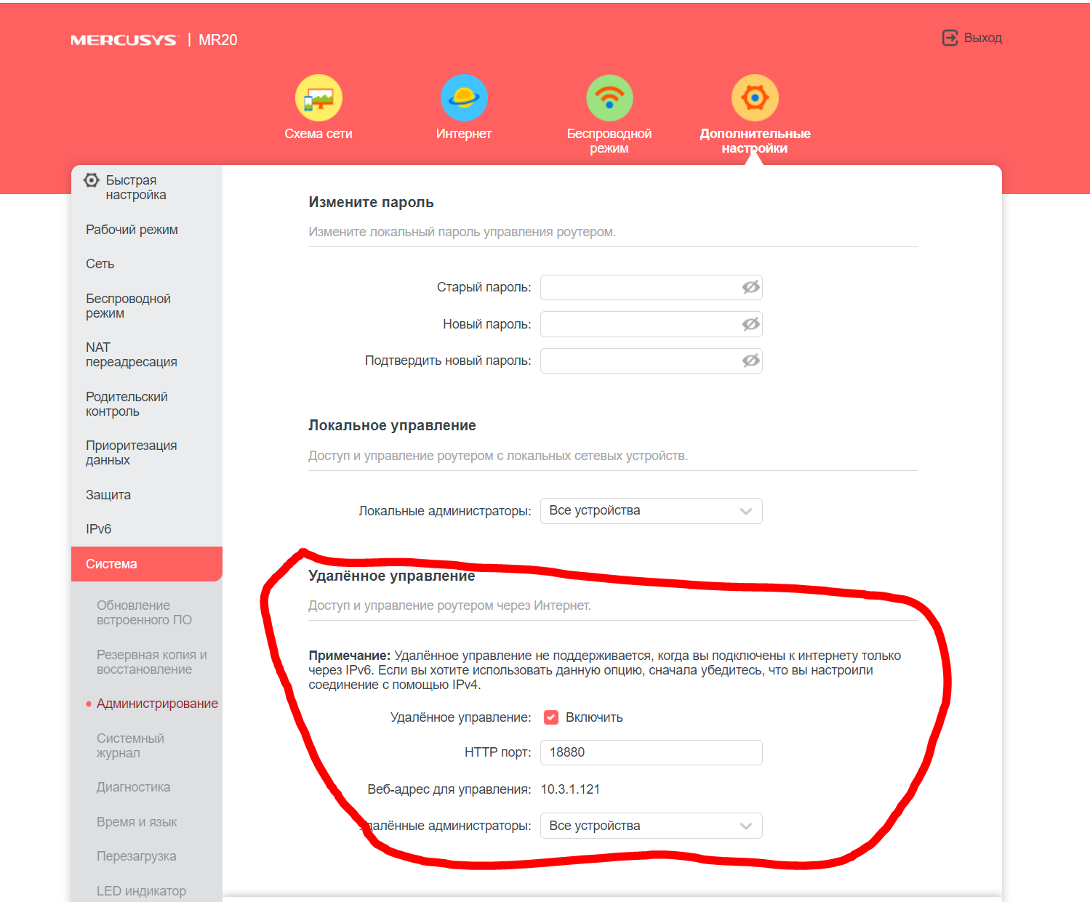 MERCUSYS | MR20
Выход
Схема сети
Интернет
Беспроводной
режим
Дополнительные
настройки
Быстрая
настройка
Рабочий режим
Сеть
Беспроводной
режим
NAT
переадресация
Родительский
контроль
Приоритезация
данных
Защита
IPv6
Система
Обновление
встроенного ПО
Резервная копия и
восстановление
Администрирование
Системный
журнал
Диагностика
Время и язык
Перезагрузка
LED индикатор
Измените пароль
Измените локальный пароль управления роутером.
Старый пароль:
Новый пароль:
Подтвердить новый пароль:
Локальное управление
Доступ и управление роутером с локальных сетевых устройств.
Локальные администраторы: Все устройства
Удалённое управление
Доступ и управление роутером через Интернет.
Примечание: Удалённое управление не поддерживается, когда вы подключены к интернету только
через IPv6. Если вы хотите использовать данную опцию, сначала убедитесь, что вы настроили
соединение с помощью IPv4.
Удалённое управление: Включить
HTTP порт: 18880
Веб-адрес для управления: 10.3.1.121
Удалённые администраторы: Все устройства